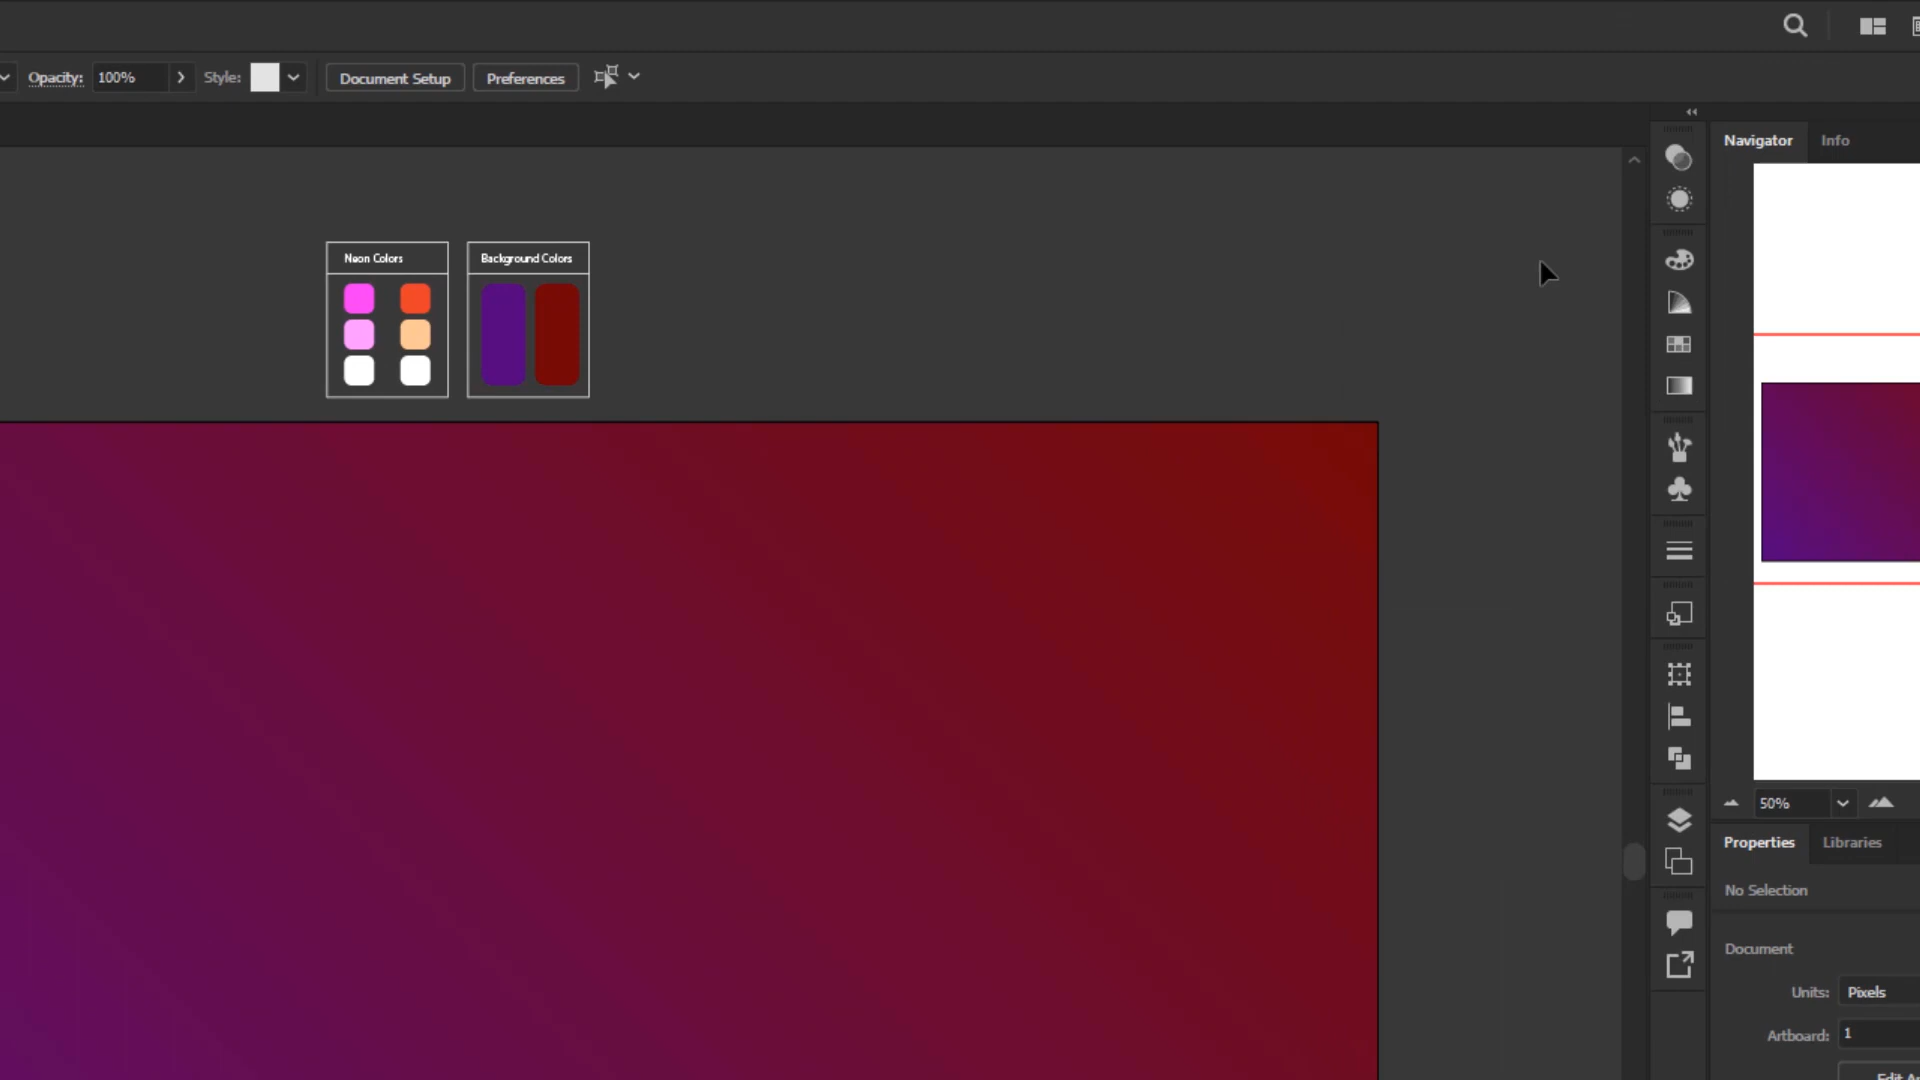 Opacity: 100% Style: Document Setup Preferences
Navigator Info
Neon Colors
Background Colors
50%
Properties Libraries
No Selection
Document
Units: Pixels
Artboard: 1